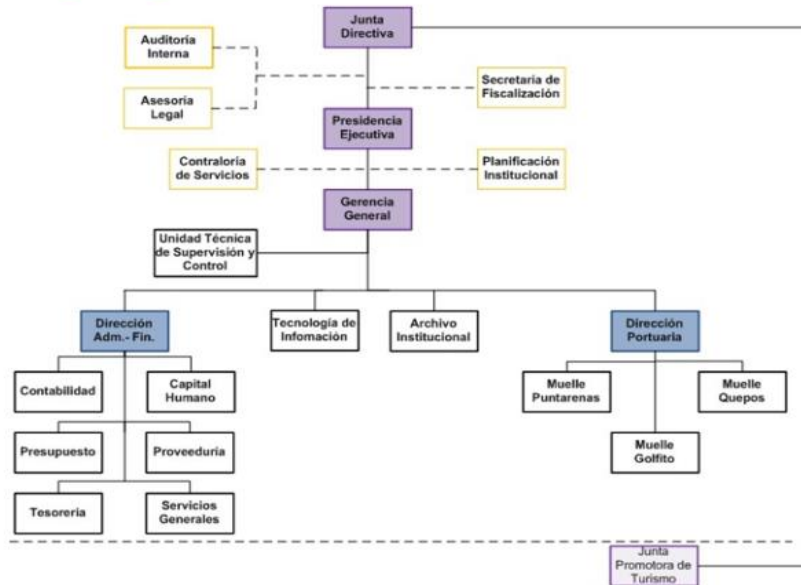 Junta
Directiva
Auditoría
Interna
Secretaría de
Fiscalización
Asesoría
Legal
Presidencia
Ejecutiva
Contraloría
de Servicios
Planificación
Institucional
Gerencia
General
Unidad Técnica
de Supervisión y
Control
Dirección
Adm.- Fin.
Tecnología de
Infomación
Archivo
Institucional
Dirección
Portuaria
Contabilidad
Capital
Humano
Muelle
Puntarenas
Muelle
Quepos
Presupuesto
Proveeduría
Muelle
Golfito
Tesorería
Servicios
Generales
Junta
Promotora de
Turismo